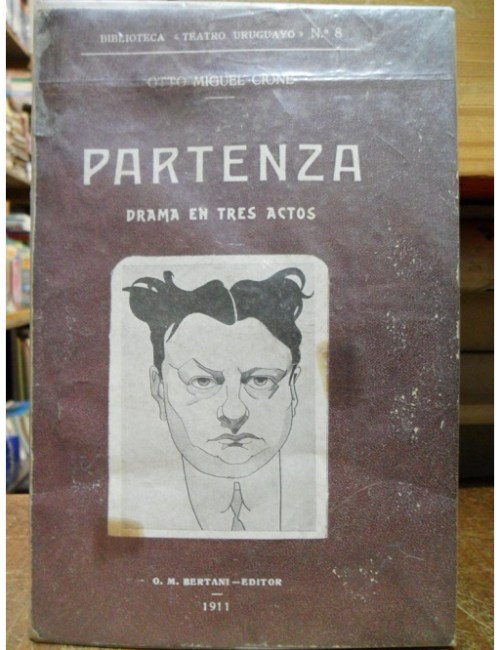 BIBLIOTECA «TEATRO URUGUAYO» N.º 8
OTTO MIGUEL CIONE
PARTENZA
DRAMA EN TRES ACTOS
O. M. BERTANI—EDITOR
1911